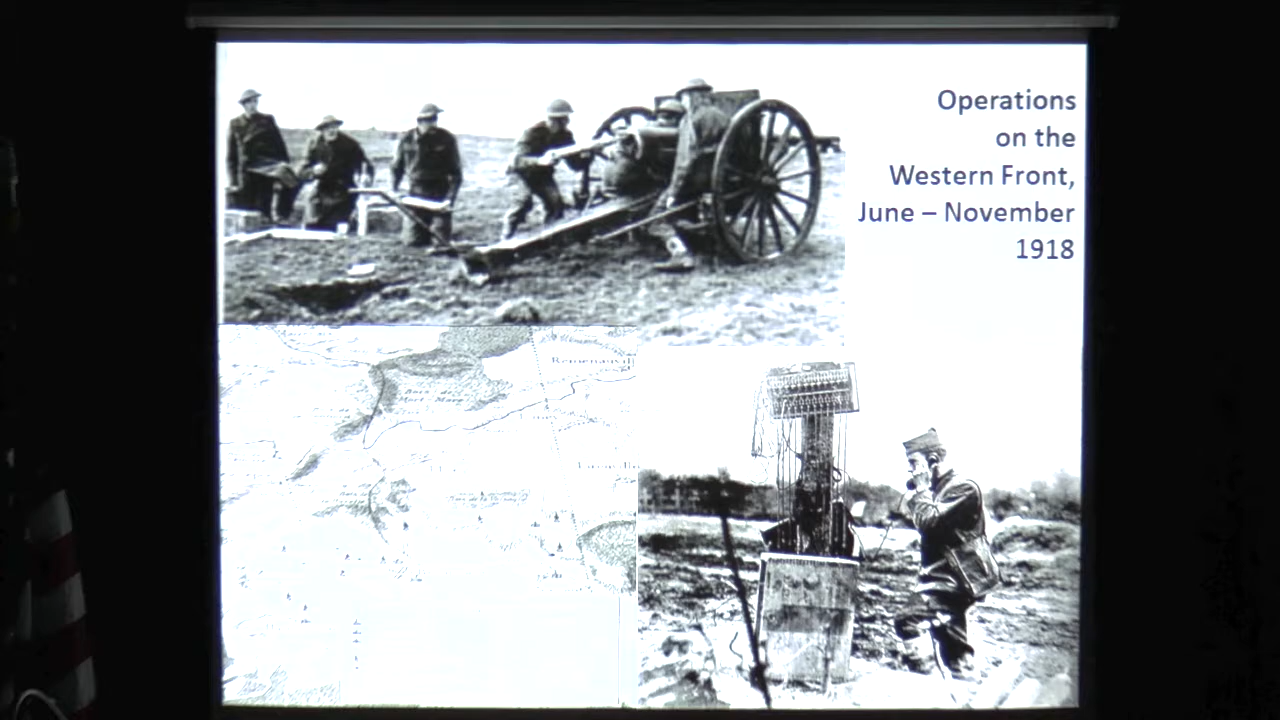 Operations
on the
Western Front,
June – November
1918